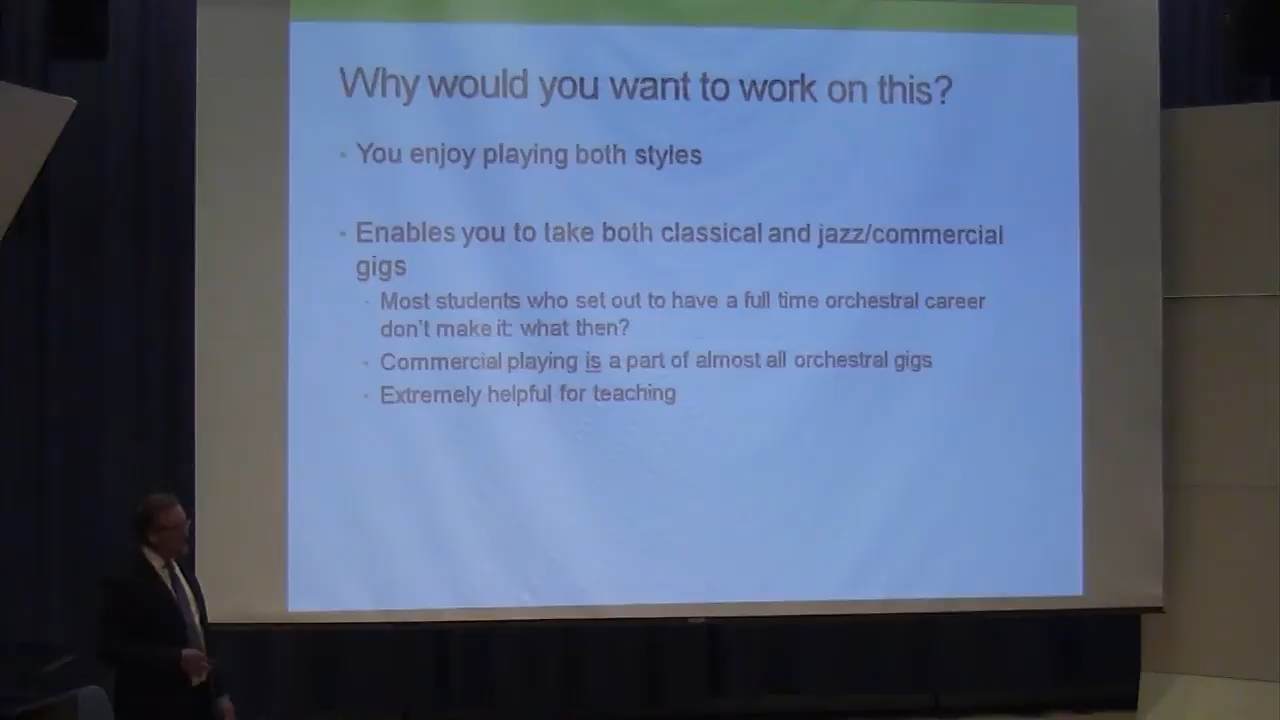 Why would you want to work on this?
· You enjoy playing both styles
· Enables you to take both classical and jazz/commercial
gigs
· Most students who set out to have a full time orchestral career
don't make it: what then?
· Commercial playing is a part of almost all orchestral gigs
· Extremely helpful for teaching